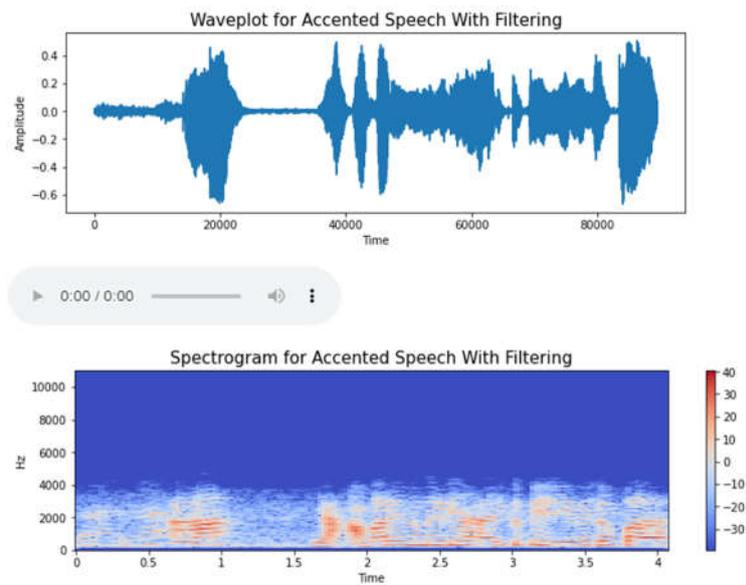 Waveplot for Accented Speech With Filtering
0.4
0.2
0.0
−0.2
−0.4
−0.6
Amplitude
0 20000 40000 60000 80000
Time
0:00 / 0:00
Spectrogram for Accented Speech With Filtering
10000
8000
6000
4000
2000
0
Hz
0 0.5 1 1.5 2 2.5 3 3.5 4
Time
40
30
20
10
0
−10
−20
−30